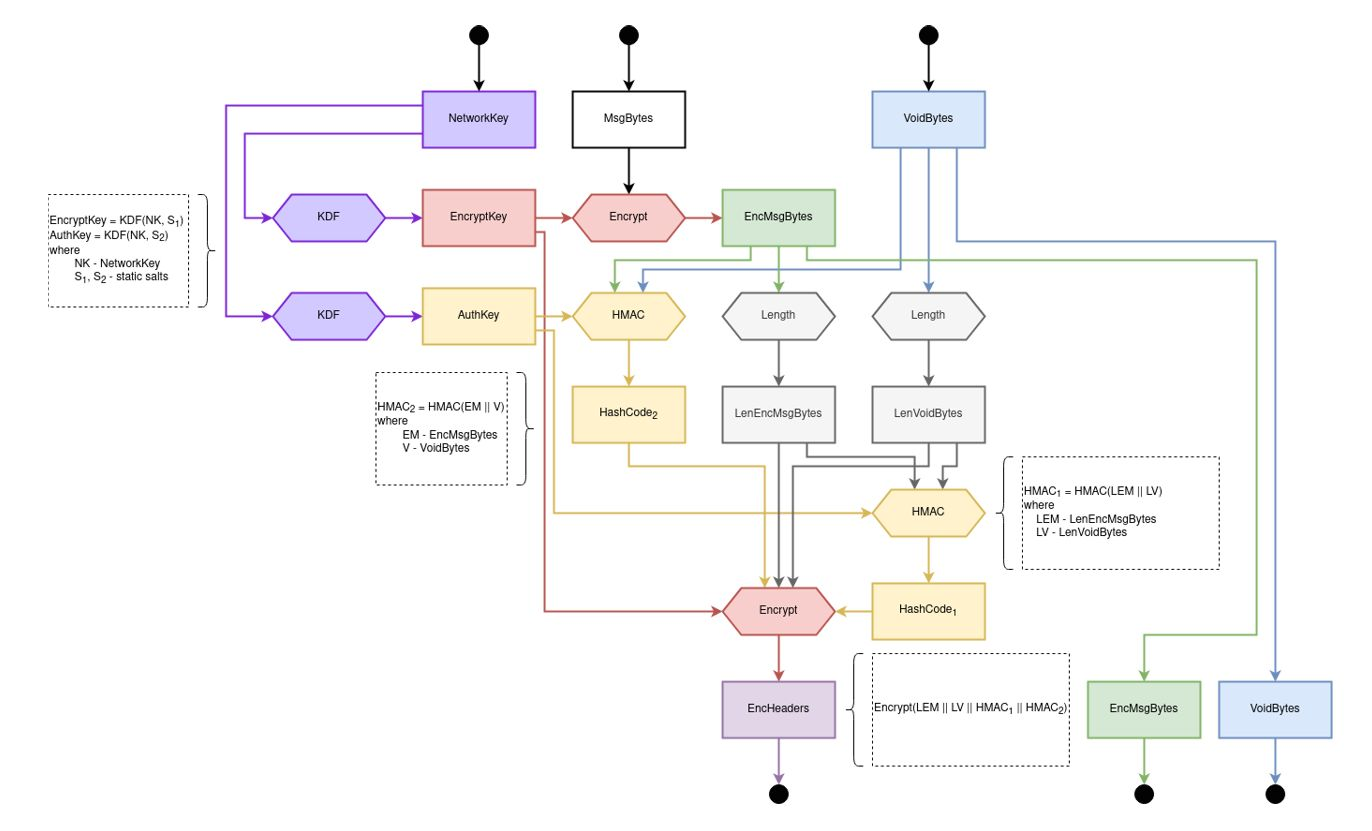 NetworkKey
MsgBytes
VoidBytes
KDF
EncryptKey
Encrypt
EncMsgBytes
EncryptKey = KDF(NK, S1)
AuthKey = KDF(NK, S2)
where
NK - NetworkKey
S1, S2 - static salts
KDF
AuthKey
HMAC
Length
Length
HMAC2 = HMAC(EM || V)
where
EM - EncMsgBytes
V - VoidBytes
HashCode2
LenEncMsgBytes
LenVoidBytes
HMAC
HMAC1 = HMAC(LEM || LV)
where
LEM - LenEncMsgBytes
LV - LenVoidBytes
Encrypt
HashCode1
EncHeaders
Encrypt(LEM || LV || HMAC1 || HMAC2)
EncMsgBytes
VoidBytes